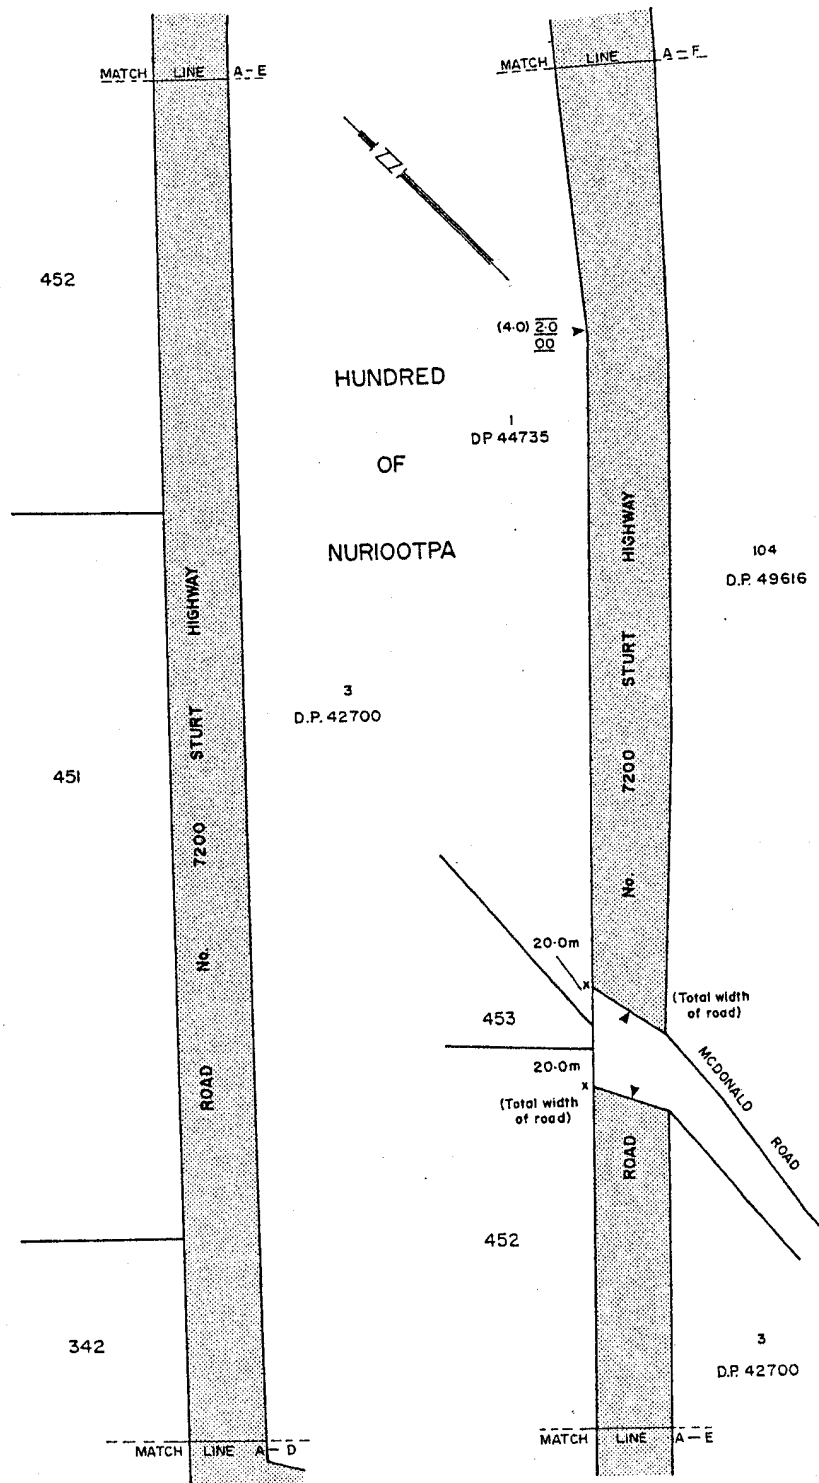 MATCH LINE A-E
452
HUNDRED
OF
NURIOOTPA
3
D.P. 42700
451
ROAD No. 7200 STURT HIGHWAY
342
MATCH LINE A-D
MATCH LINE A-F
(4·0) 2·0
00
1
DP 44735
104
D.P. 49616
ROAD No. 7200 STURT HIGHWAY
20·0m
x
(Total width
of road)
453
20·0m
x
(Total width
of road)
MCDONALD ROAD
452
3
D.P. 42700
MATCH LINE A-E